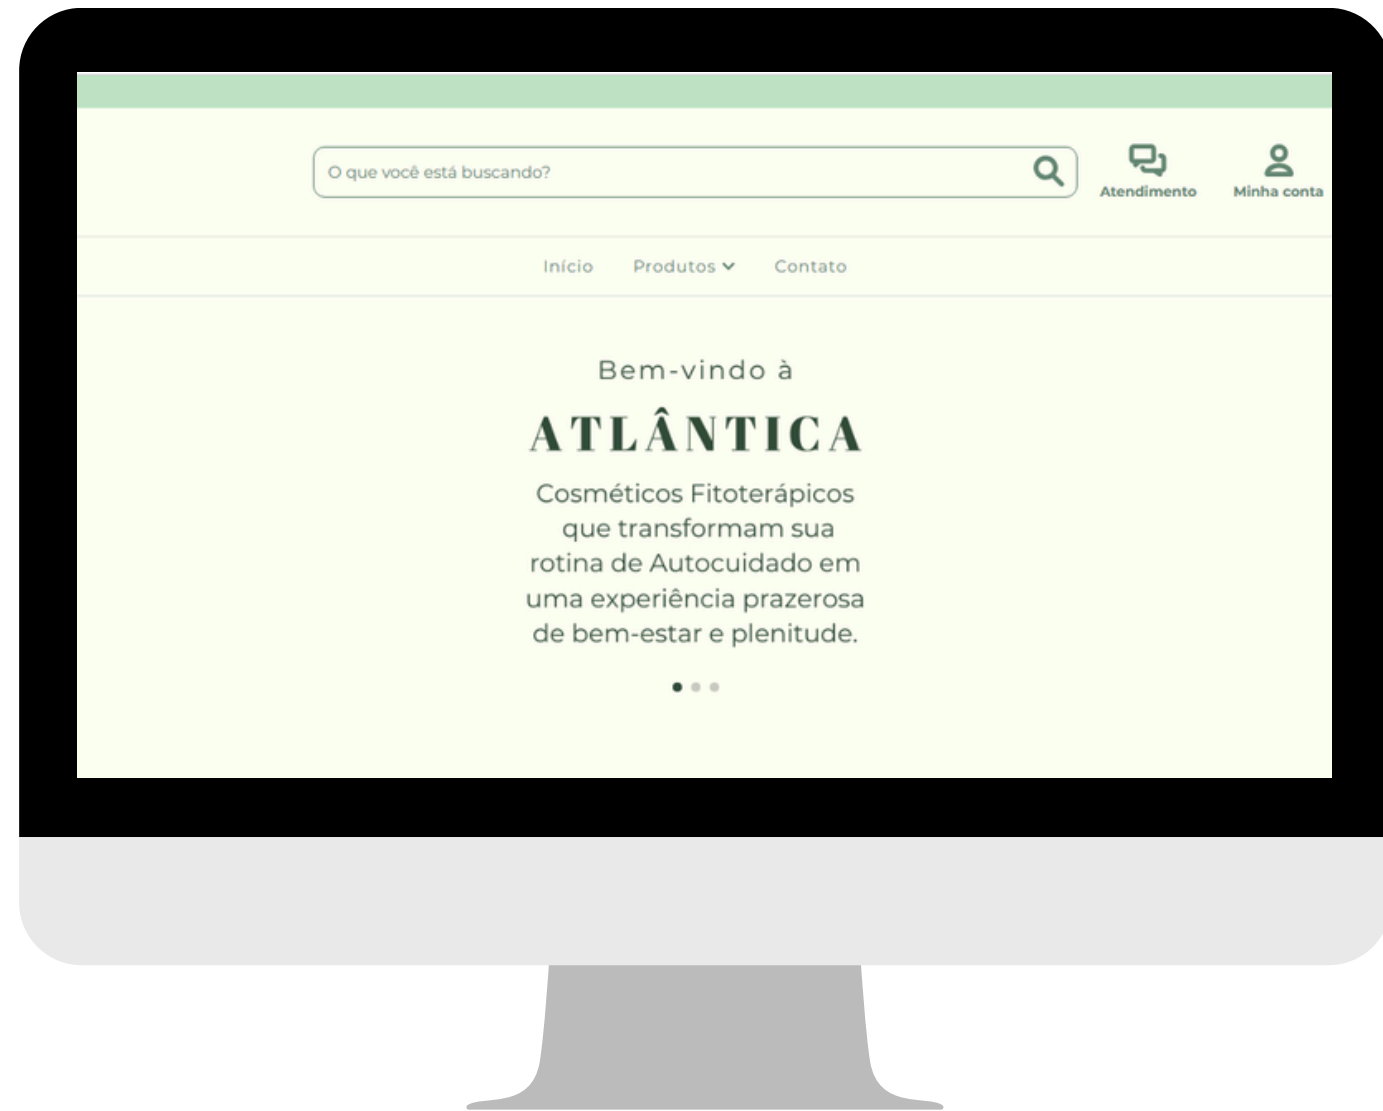 O que você está buscando?
Atendimento
Minha conta
Início Produtos Contato
Bem-vindo à
ATLÂNTICA
Cosméticos Fitoterápicos
que transformam sua
rotina de Autocuidado em
uma experiência prazerosa
de bem-estar e plenitude.